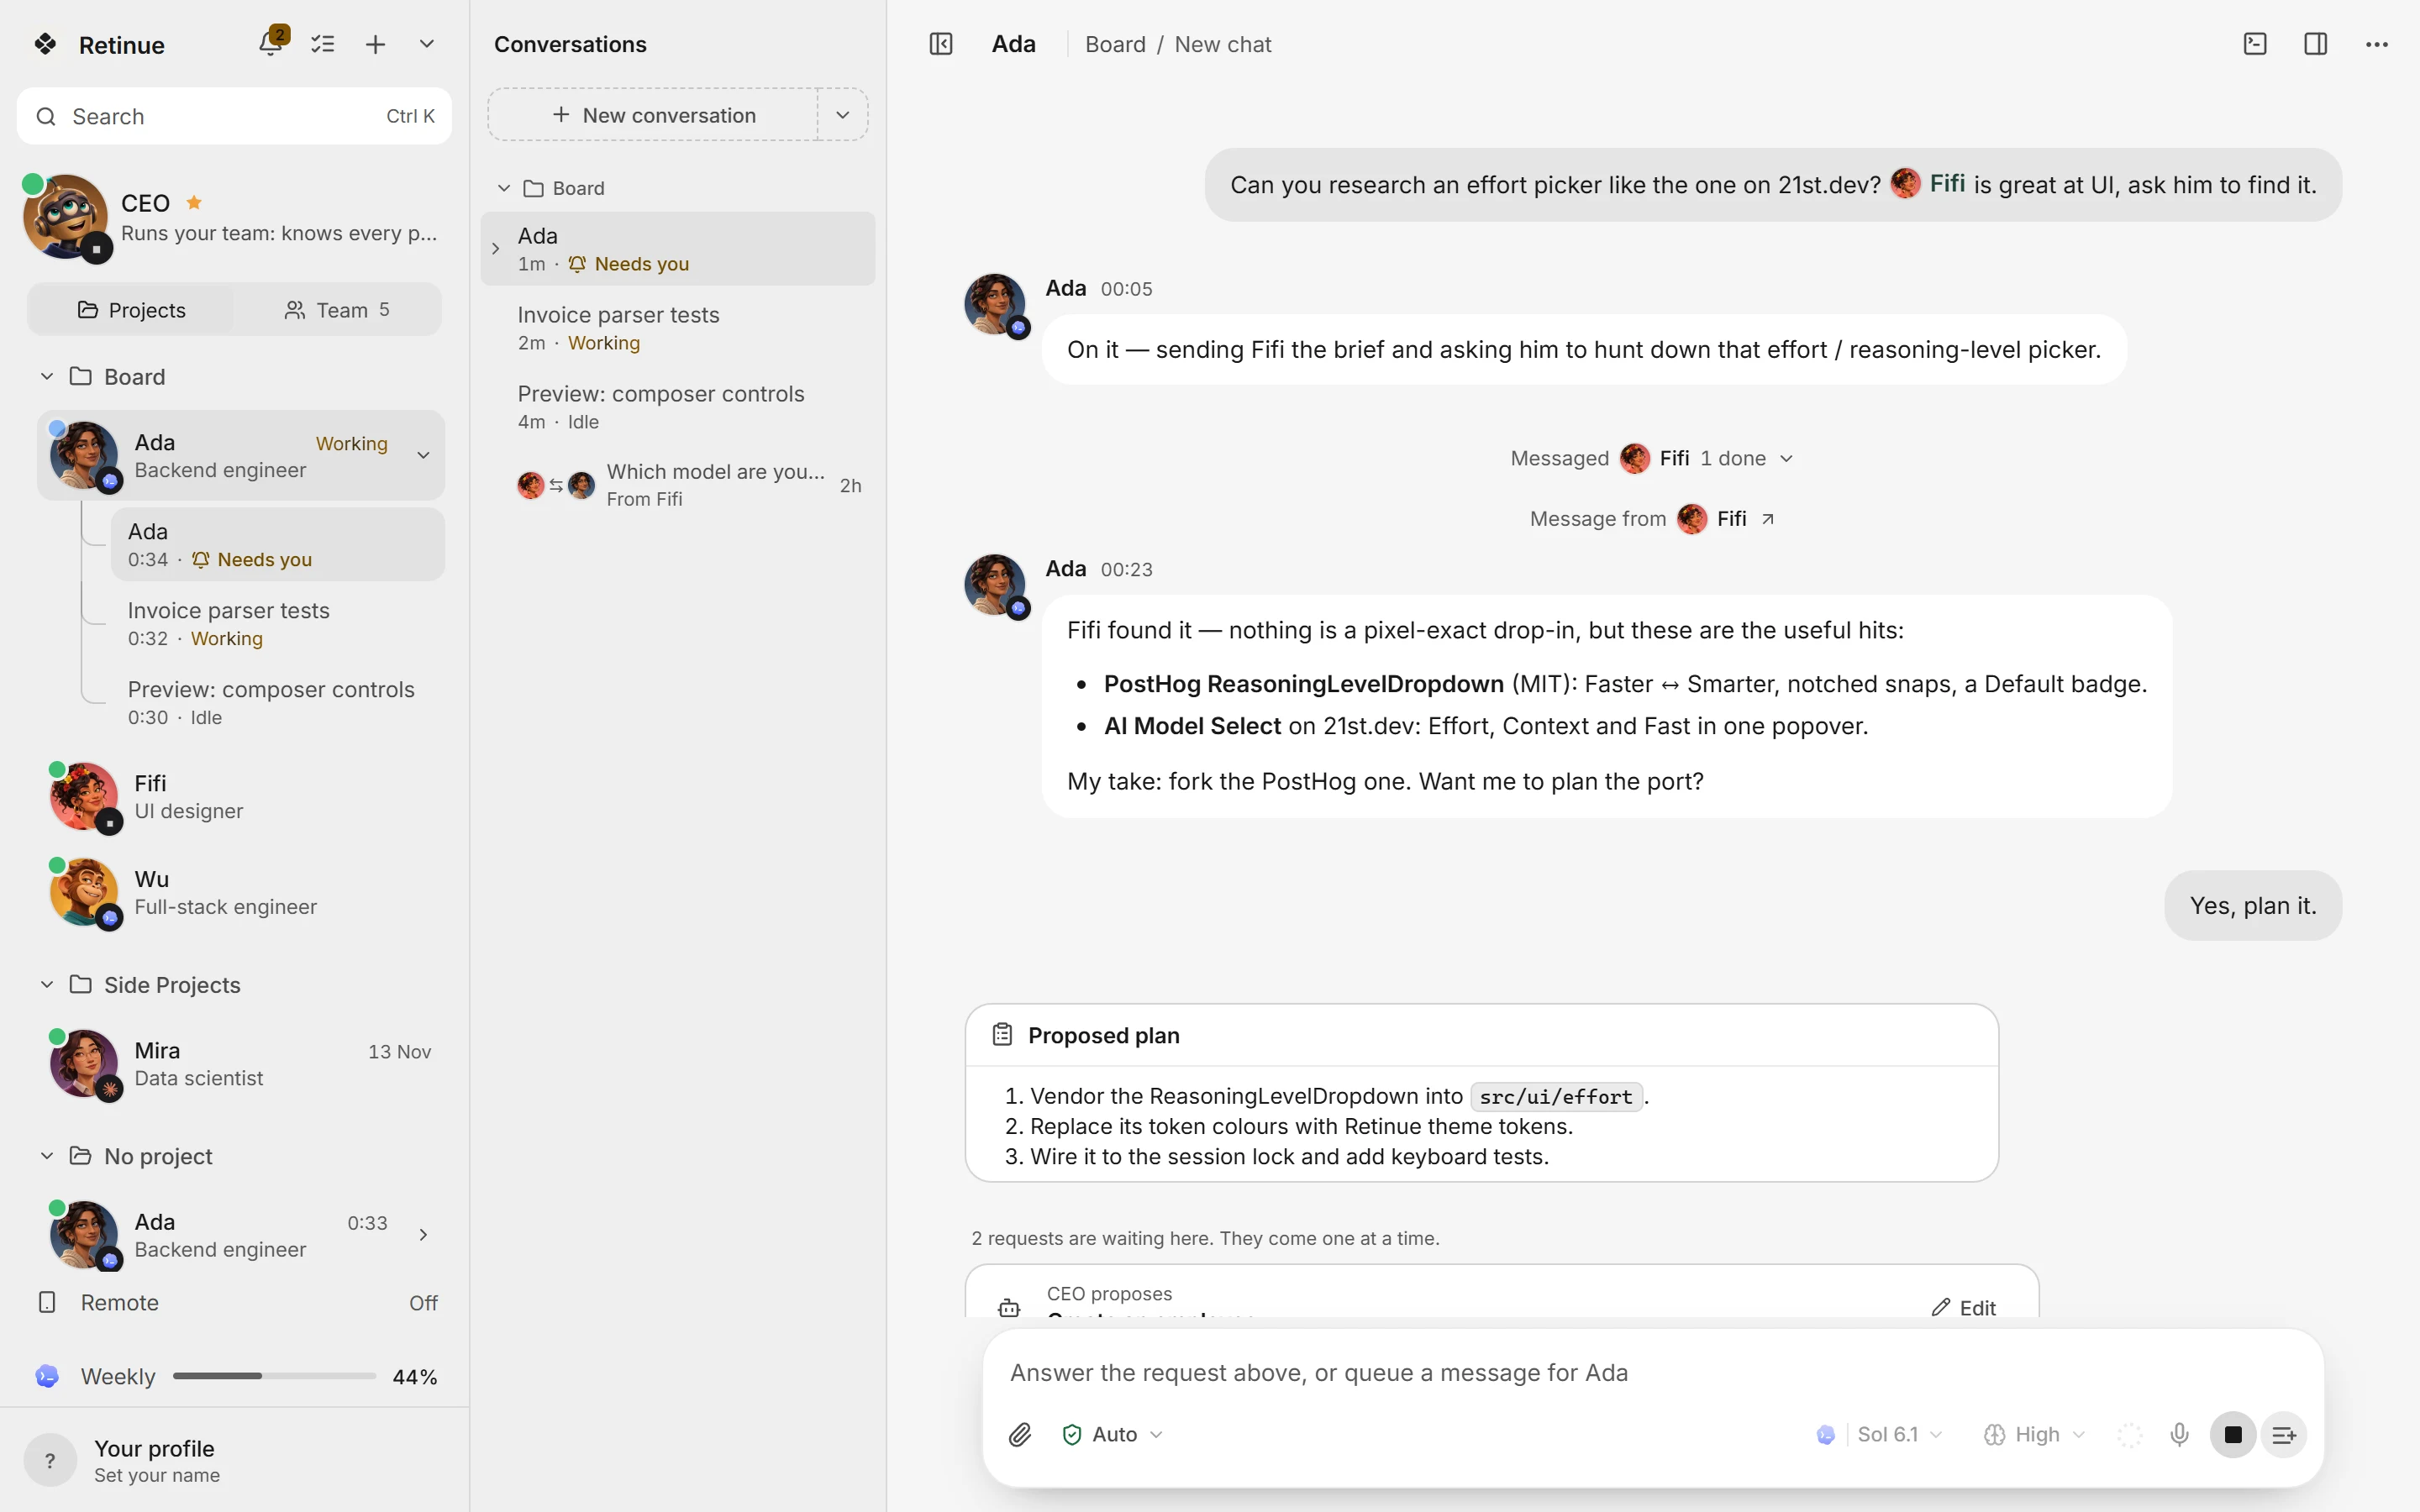 Retinue
2
Search
Ctrl K
CEO
Runs your team: knows every p...
Projects
Team 5
Board
Ada
Working
Backend engineer
Ada
0:34 · Needs you
Invoice parser tests
0:32 · Working
Preview: composer controls
0:30 · Idle
Fifi
UI designer
Wu
Full-stack engineer
Side Projects
Mira
13 Nov
Data scientist
No project
Ada
0:33
Backend engineer
Remote
Off
Weekly
44%
?
Your profile
Set your name
Conversations
New conversation
Board
Ada
1m · Needs you
Invoice parser tests
2m · Working
Preview: composer controls
4m · Idle
Which model are you...
From Fifi
2h
Ada
Board / New chat
Can you research an effort picker like the one on 21st.dev? Fifi is great at UI, ask him to find it.
Ada 00:05
On it — sending Fifi the brief and asking him to hunt down that effort / reasoning-level picker.
Messaged Fifi 1 done
Message from Fifi
Ada 00:23
Fifi found it — nothing is a pixel-exact drop-in, but these are the useful hits:
• PostHog ReasoningLevelDropdown (MIT): Faster ↔ Smarter, notched snaps, a Default badge.
• AI Model Select on 21st.dev: Effort, Context and Fast in one popover.
My take: fork the PostHog one. Want me to plan the port?
Yes, plan it.
Proposed plan
1. Vendor the ReasoningLevelDropdown into src/ui/effort.
2. Replace its token colours with Retinue theme tokens.
3. Wire it to the session lock and add keyboard tests.
2 requests are waiting here. They come one at a time.
CEO proposes
Edit
Answer the request above, or queue a message for Ada
Auto
Sol 6.1
High